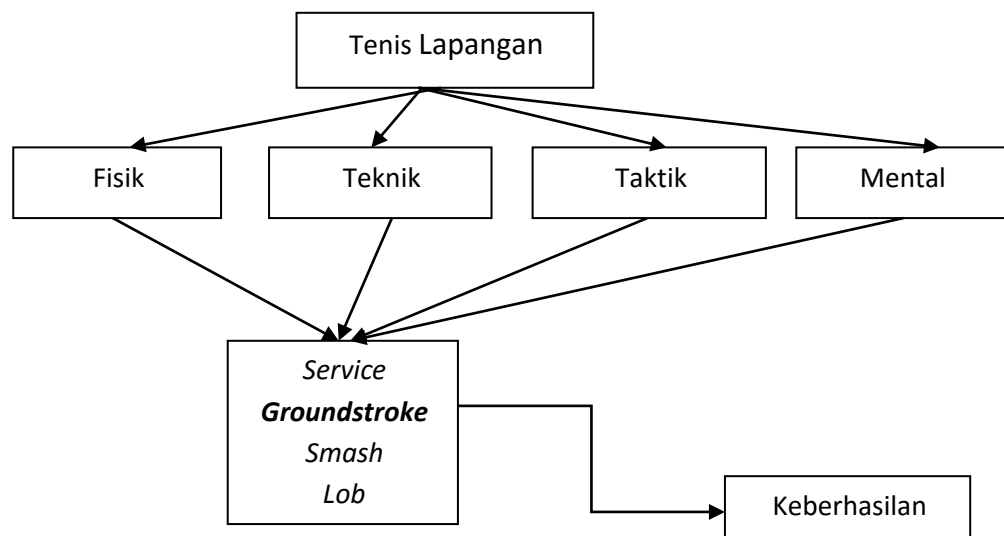 Tenis Lapangan
Fisik
Teknik
Taktik
Mental
Service
Groundstroke
Smash
Lob
Keberhasilan